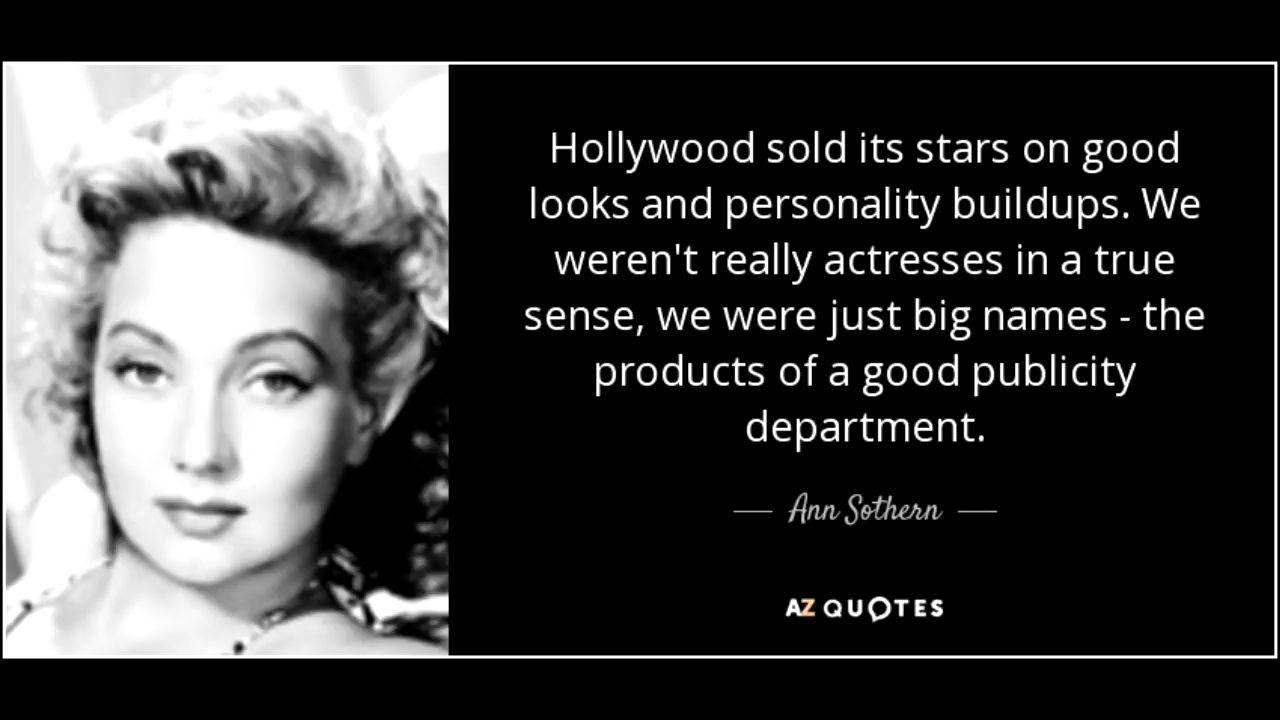 Hollywood sold its stars on good
looks and personality buildups. We
weren't really actresses in a true
sense, we were just big names - the
products of a good publicity
department.
Ann Sothern
AZ QUOTES